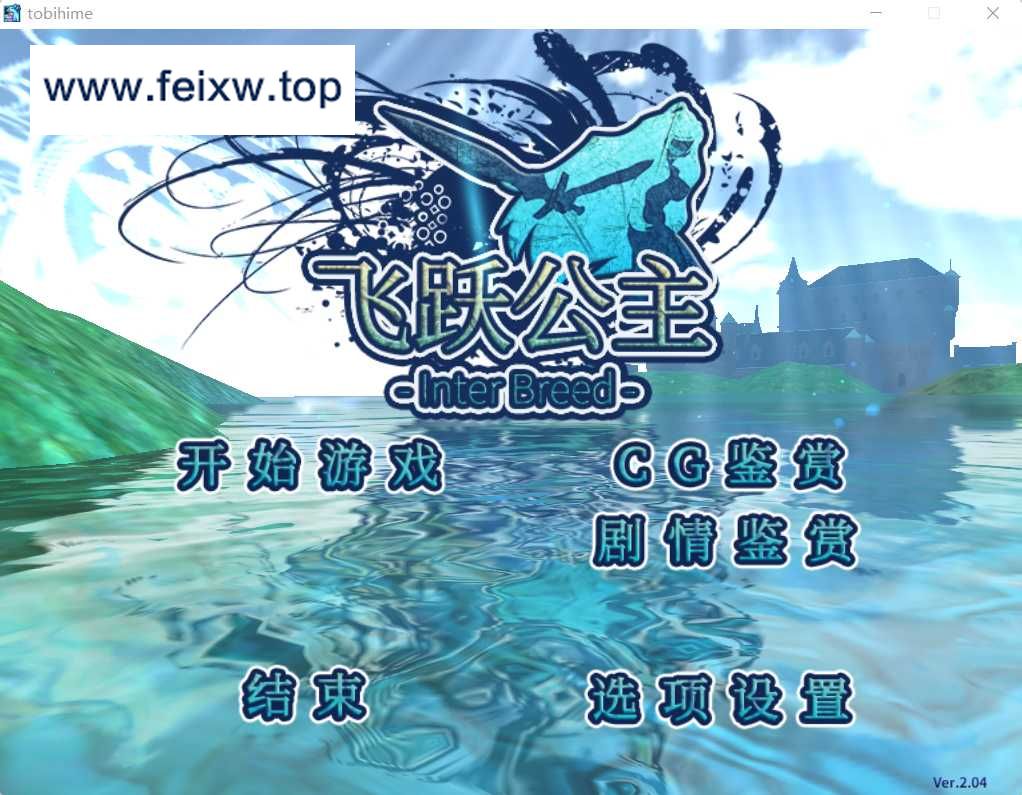 tobihime
www.feixw.top
飞跃公主
-Inter Breed-
开始游戏
CG鉴赏
剧情鉴赏
结束
选项设置
Ver.2.04